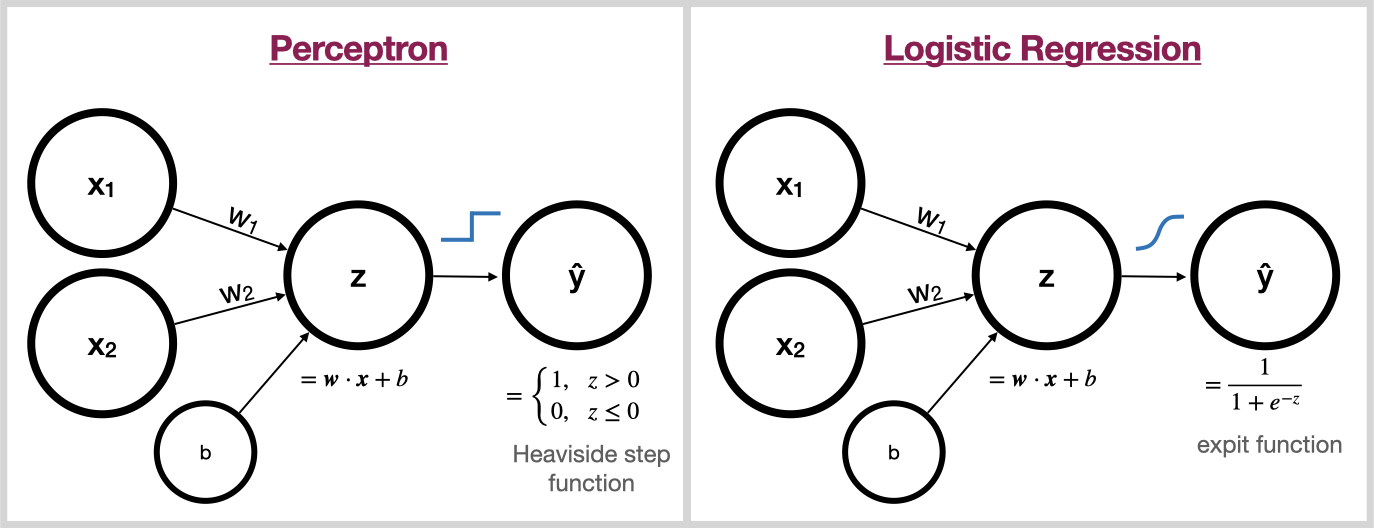 Perceptron
x₁
w₁
x₂
w₂
b
z
= w · x + b
ŷ
= { 1, z > 0
0, z ≤ 0
Heaviside step
function
Logistic Regression
x₁
w₁
x₂
w₂
b
z
= w · x + b
ŷ
= 1 / (1 + e⁻ᶻ)
expit function